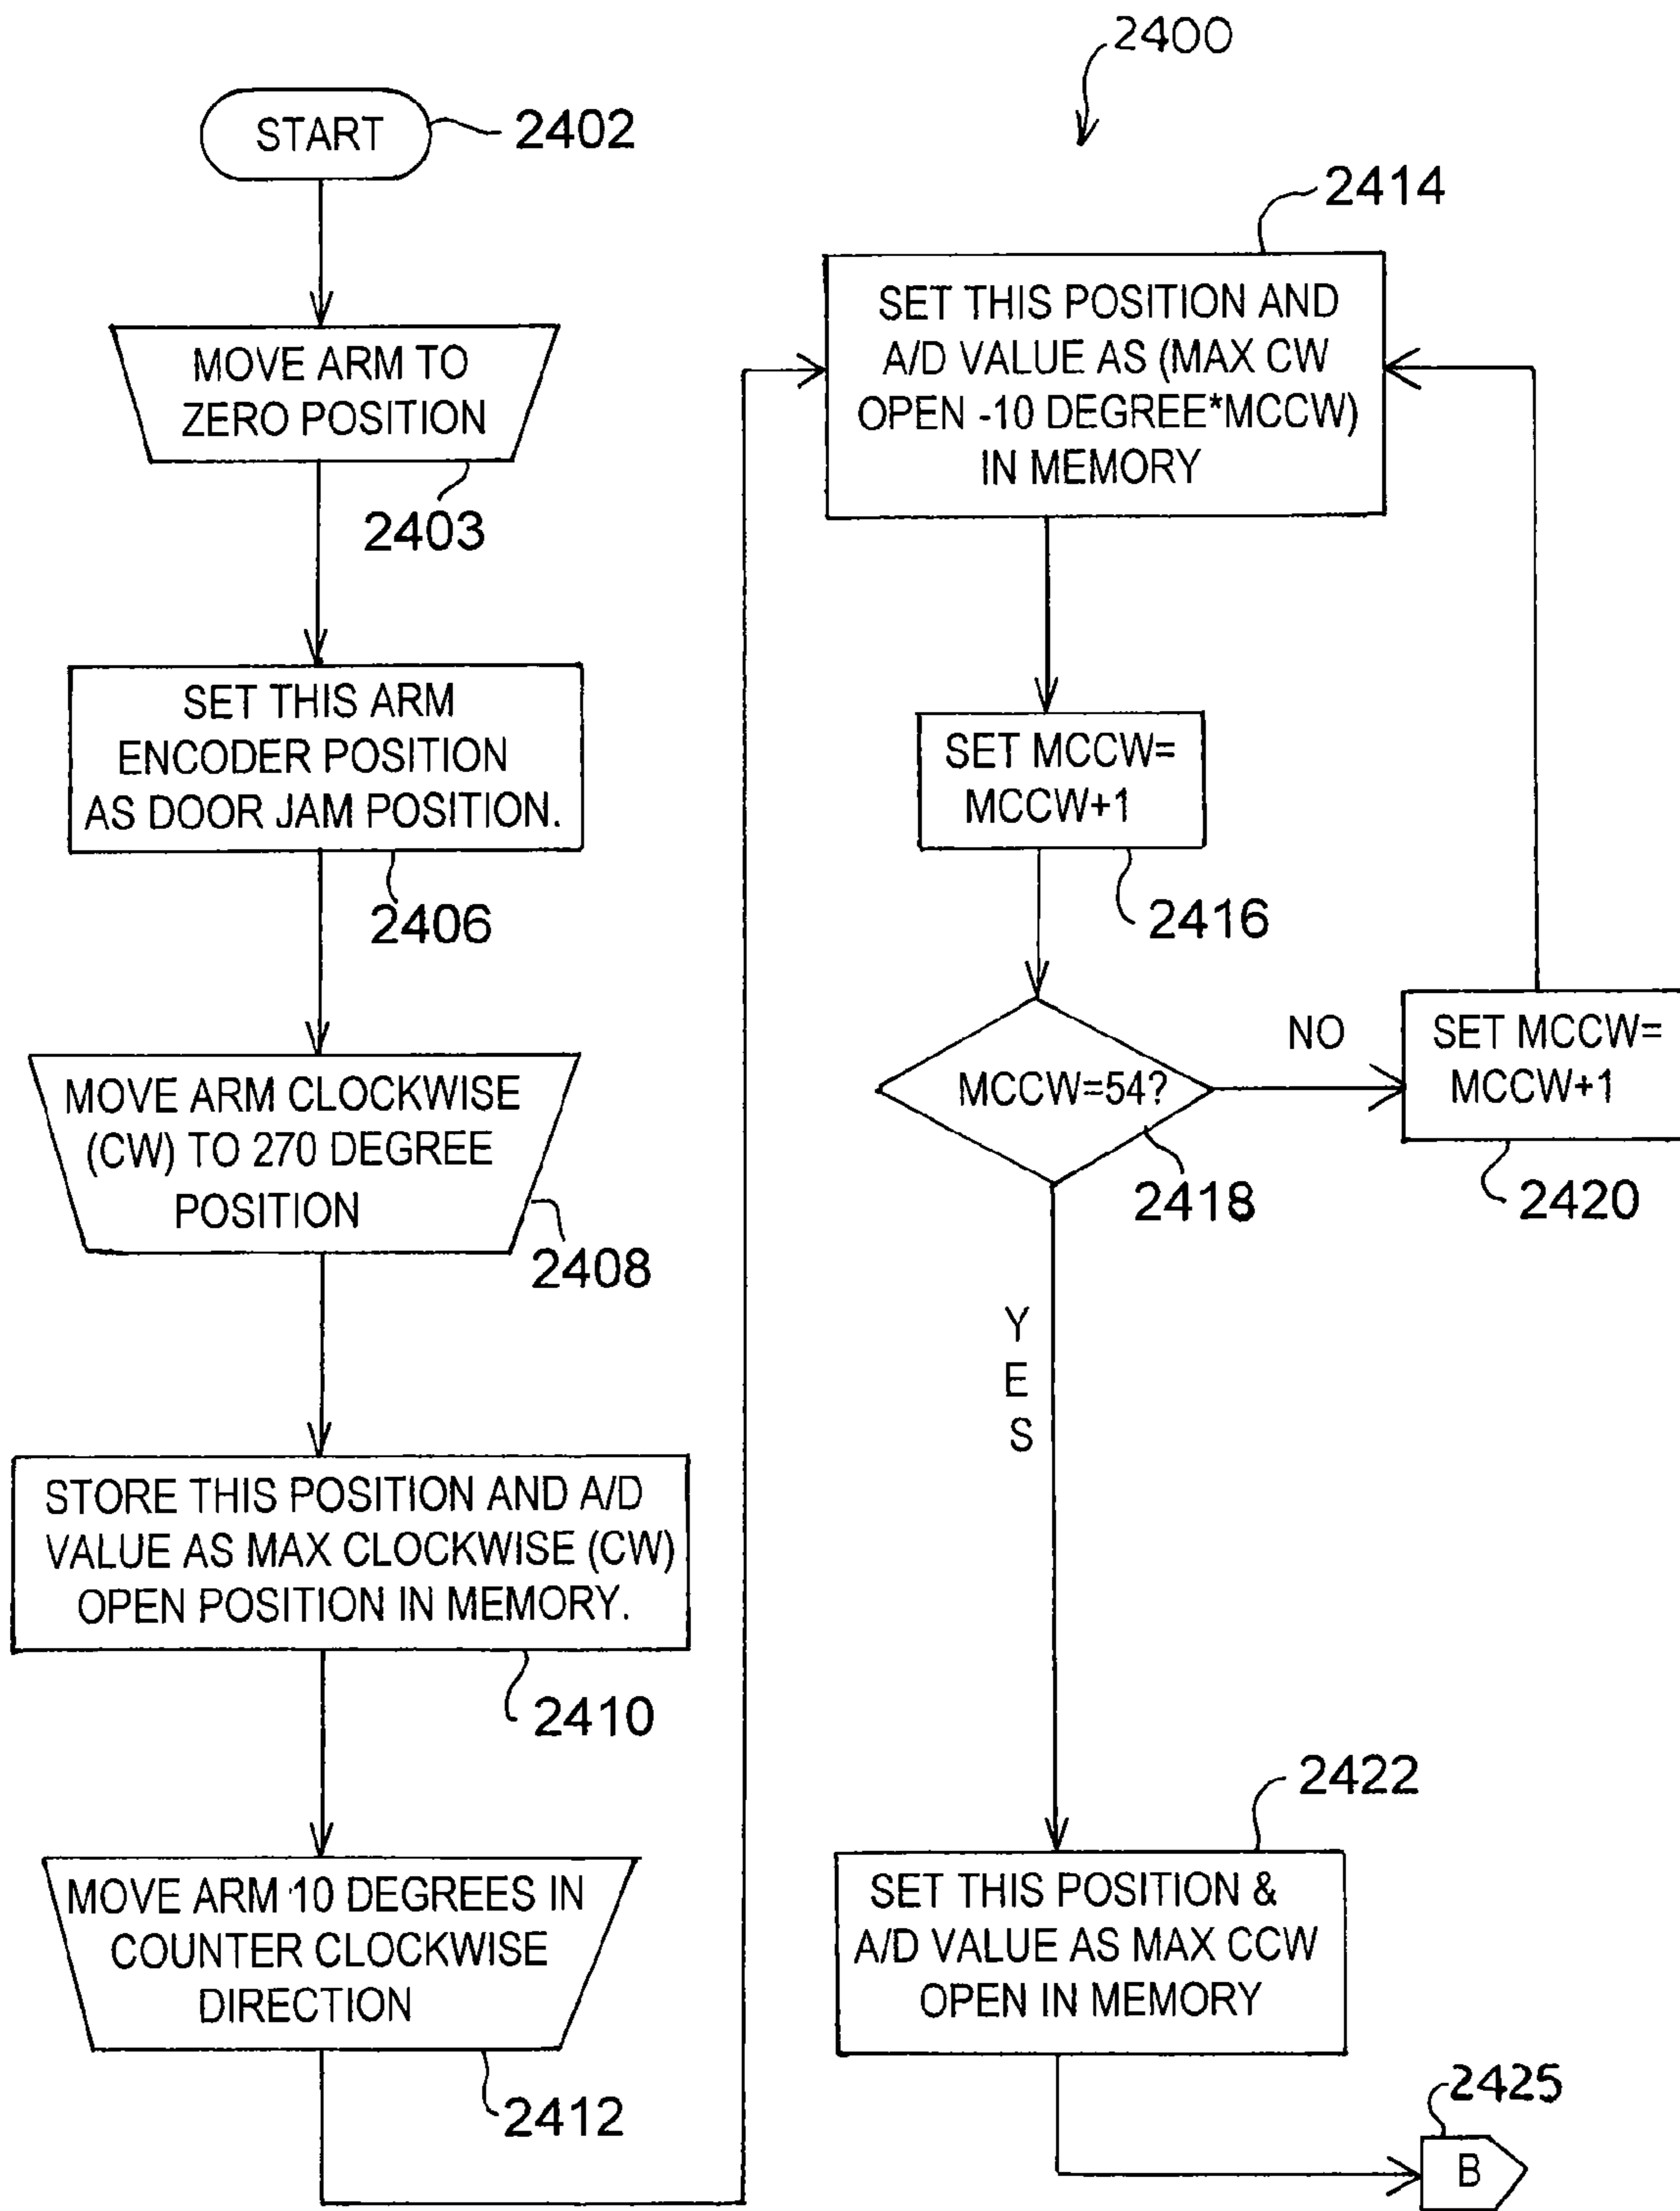 2400
START
2402
MOVE ARM TO
ZERO POSITION
2403
SET THIS ARM
ENCODER POSITION
AS DOOR JAM POSITION.
2406
MOVE ARM CLOCKWISE
(CW) TO 270 DEGREE
POSITION
2408
STORE THIS POSITION AND A/D
VALUE AS MAX CLOCKWISE (CW)
OPEN POSITION IN MEMORY.
2410
MOVE ARM 10 DEGREES IN
COUNTER CLOCKWISE
DIRECTION
2412
2414
SET THIS POSITION AND
A/D VALUE AS (MAX CW
OPEN -10 DEGREE*MCCW)
IN MEMORY
SET MCCW=
MCCW+1
2416
MCCW=54?
2418
NO
SET MCCW=
MCCW+1
2420
YES
2422
SET THIS POSITION &
A/D VALUE AS MAX CCW
OPEN IN MEMORY
2425
B